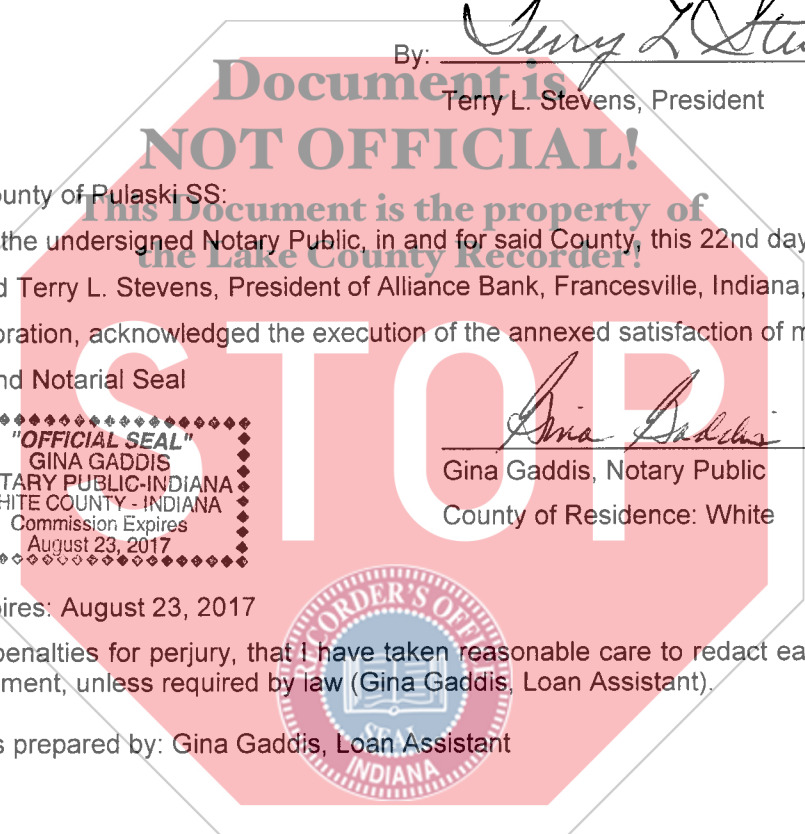 By: Terry L Ste
Document is
Terry L. Stevens, President
NOT OFFICIAL!
ounty of Pulaski SS:
This Document is the property of
the undersigned Notary Public, in and for said County, this 22nd day
the Lake County Recorder!
d Terry L. Stevens, President of Alliance Bank, Francesville, Indiana,
oration, acknowledged the execution of the annexed satisfaction of m
nd Notarial Seal
STOP
"OFFICIAL SEAL"
GINA GADDIS
TARY PUBLIC-INDIANA
HITE COUNTY - INDIANA
Commission Expires
August 23, 2017
Gina Gaddis
Gina Gaddis, Notary Public
County of Residence: White
ires: August 23, 2017
RECORDER'S OFFICE
penalties for perjury, that I have taken reasonable care to redact ea
ment, unless required by law (Gina Gaddis, Loan Assistant).
SEAL
s prepared by: Gina Gaddis, Loan Assistant
INDIANA